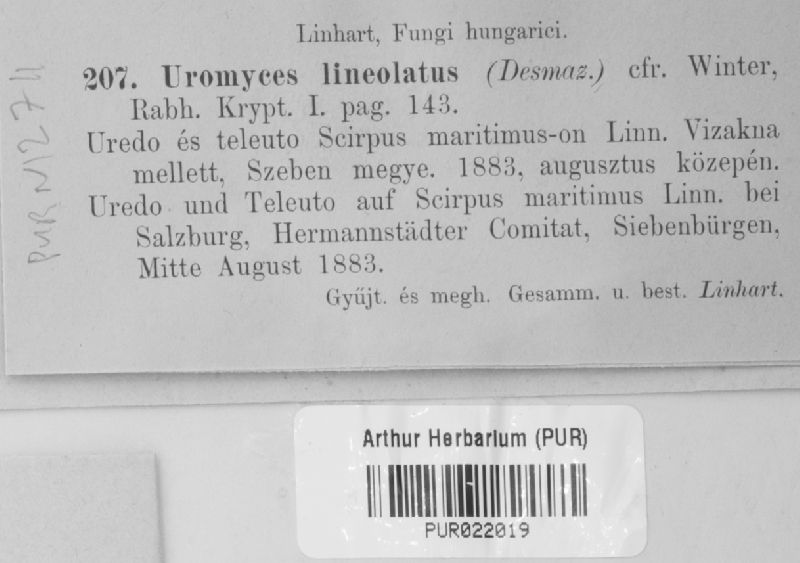 Linhart, Fungi hungarici.
207. Uromyces lineolatus (Desmaz.) cfr. Winter,
Rabh. Krypt. I. pag. 143.
Uredo és teleuto Scirpus maritimus-on Linn. Vizakna
mellett, Szeben megye. 1883, augusztus közepén.
Uredo und Teleuto auf Scirpus maritimus Linn. bei
Salzburg, Hermannstädter Comitat, Siebenbürgen,
Mitte August 1883.
Gyűjt. és megh. Gesamm. u. best. Linhart.
PUR N1274
Arthur Herbarium (PUR)
PUR022019